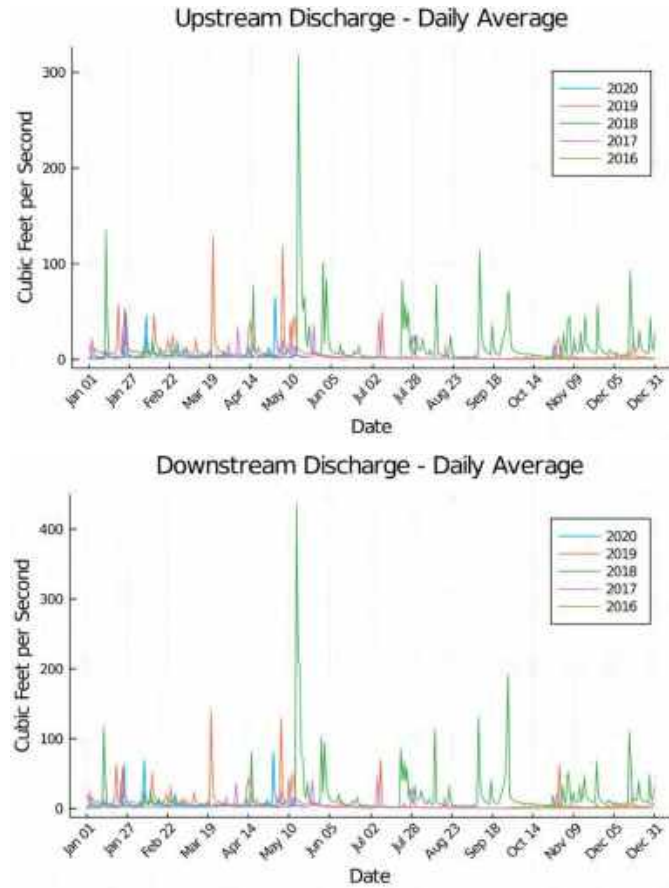 Upstream Discharge - Daily Average
Cubic Feet per Second
300
200
100
0
2020
2019
2018
2017
2016
Jan 01
Jan 27
Feb 22
Mar 19
Apr 14
May 10
Jun 05
Jul 02
Jul 28
Aug 23
Sep 18
Oct 14
Nov 09
Dec 05
Dec 31
Date
Downstream Discharge - Daily Average
Cubic Feet per Second
400
300
200
100
0
2020
2019
2018
2017
2016
Jan 01
Jan 27
Feb 22
Mar 19
Apr 14
May 10
Jun 05
Jul 02
Jul 28
Aug 23
Sep 18
Oct 14
Nov 09
Dec 05
Dec 31
Date